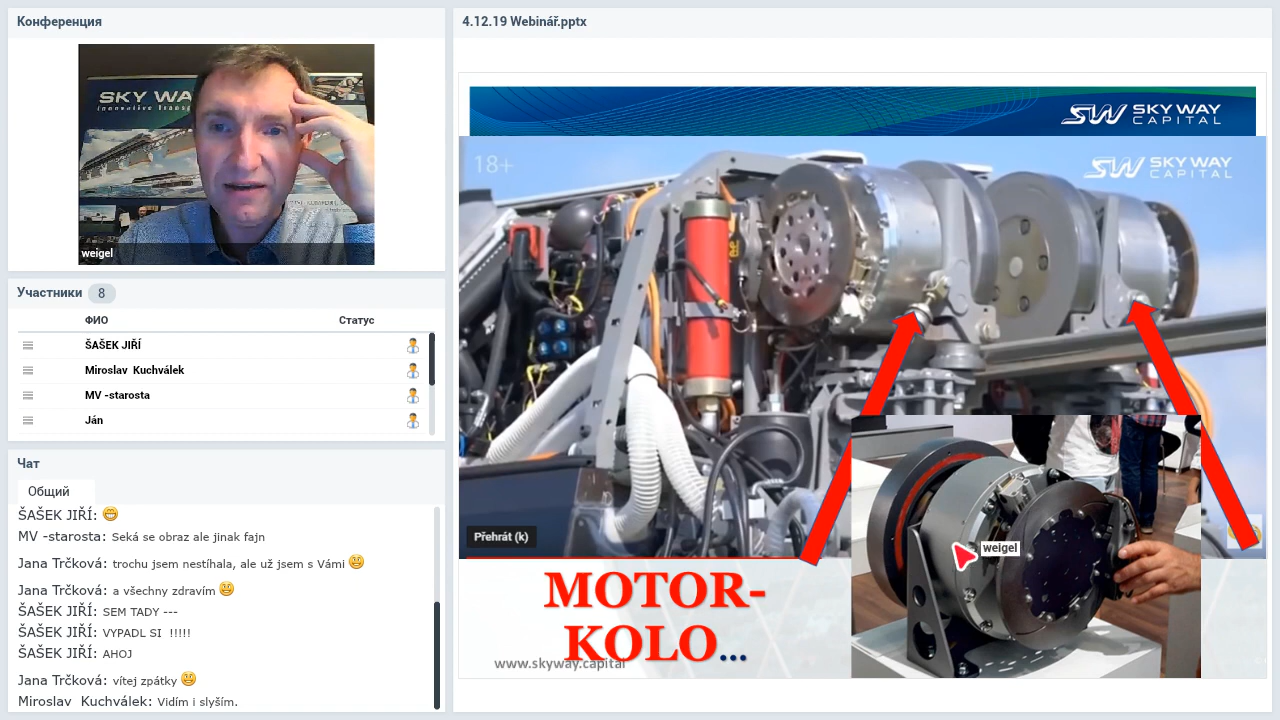 Конференция
SKY WA
weigel
Участники 8
ФИО Статус
ŠAŠEK JIŘÍ
Miroslav Kuchválek
MV -starosta
Ján
Чат
Общий
ŠAŠEK JIŘÍ:
MV -starosta: Seká se obraz ale jinak fajn
Jana Trčková: trochu jsem nestíhala, ale už jsem s Vámi
Jana Trčková: a všechny zdravím
ŠAŠEK JIŘÍ: SEM TADY ---
ŠAŠEK JIŘÍ: VYPADL SI !!!!!
ŠAŠEK JIŘÍ: AHOJ
Jana Trčková: vítej zpátky
Miroslav Kuchválek: Vidím i slyším.
4.12.19 Webinář.pptx
SW SKY WAY
CAPITAL
18+
SW SKY WAY
CAPITAL
Přehrát (k)
weigel
MOTOR-
KOLO...
www.skyway.capital